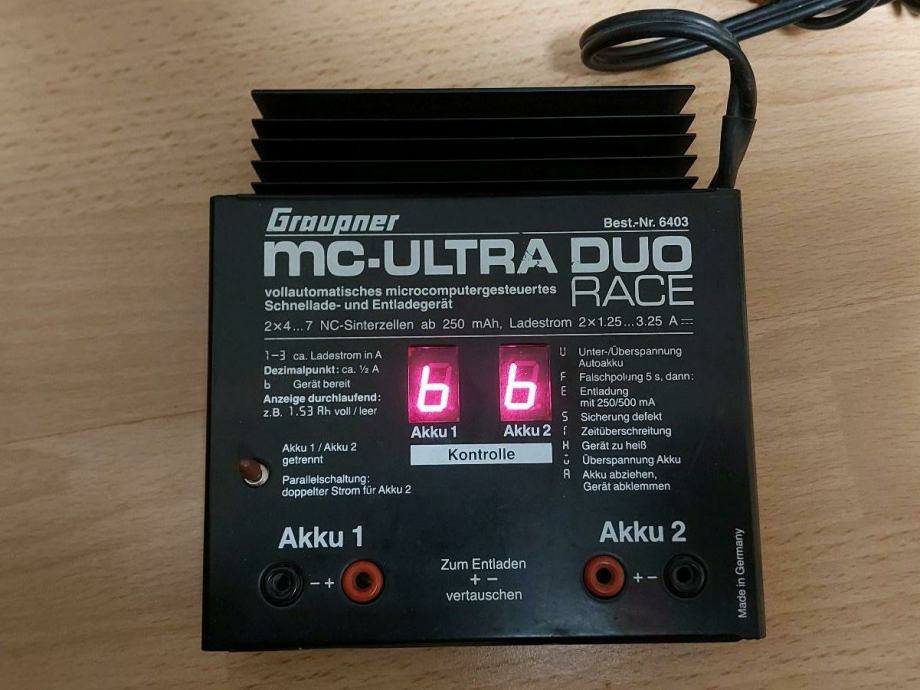 Graupner
Best.-Nr. 6403
mc-ULTRA DUO
RACE
vollautomatisches microcomputergesteuertes
Schnellade- und Entladegerät
2×4...7 NC-Sinterzellen ab 250 mAh, Ladestrom 2×1.25...3.25 A
1-3 ca. Ladestrom in A
Dezimalpunkt: ca. ½ A
b Gerät bereit
Anzeige durchlaufend:
z.B. 1.53 Ah voll / leer
b b
Akku 1 Akku 2
Kontrolle
U Unter-/Überspannung
Autoakku
F Falschpolung 5 s, dann:
E Entladung
mit 250/500 mA
S Sicherung defekt
r Zeitüberschreitung
H Gerät zu heiß
ü Überspannung Akku
A Akku abziehen,
Gerät abklemmen
Akku 1 / Akku 2
getrennt
Parallelschaltung:
doppelter Strom für Akku 2
Akku 1
− +
Zum Entladen
+ −
vertauschen
Akku 2
+ −
Made in Germany